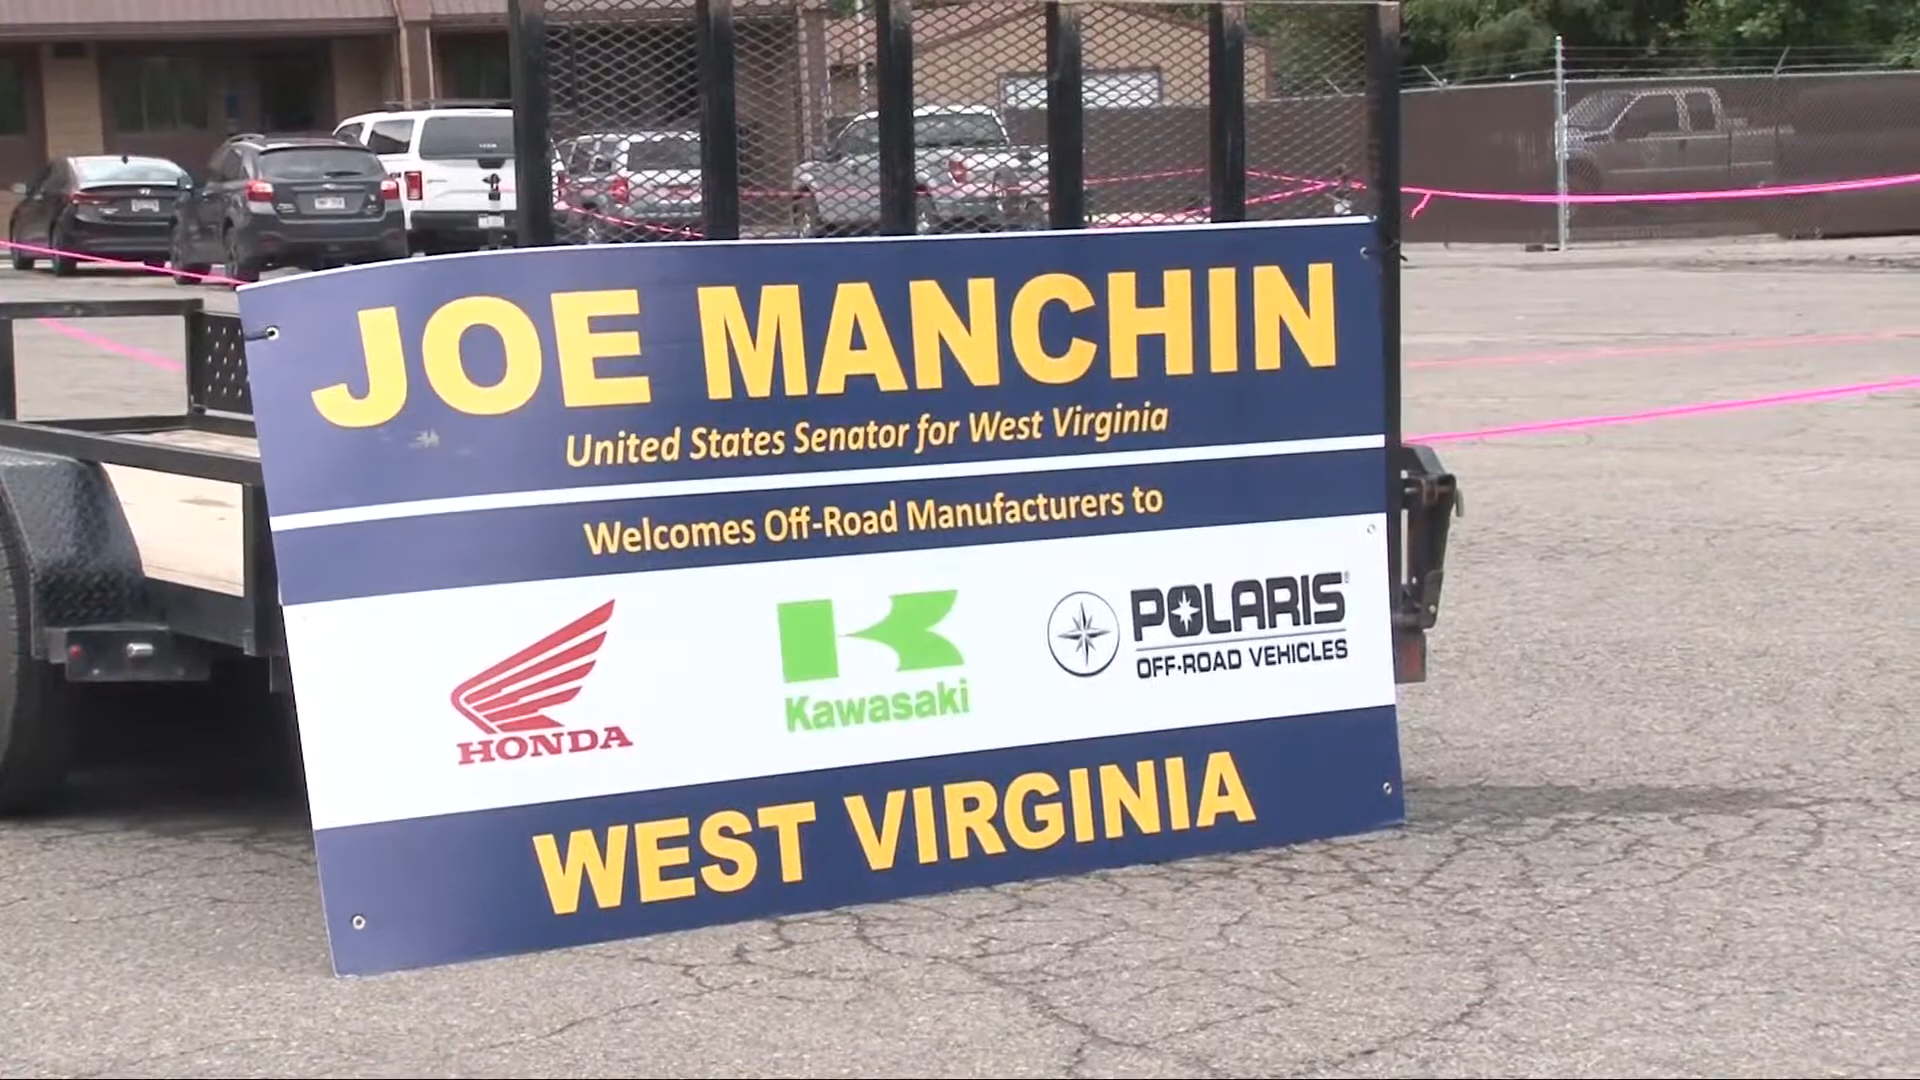 JOE MANCHIN
United States Senator for West Virginia
Welcomes Off-Road Manufacturers to
HONDA
Kawasaki
POLARIS®
OFF-ROAD VEHICLES
WEST VIRGINIA